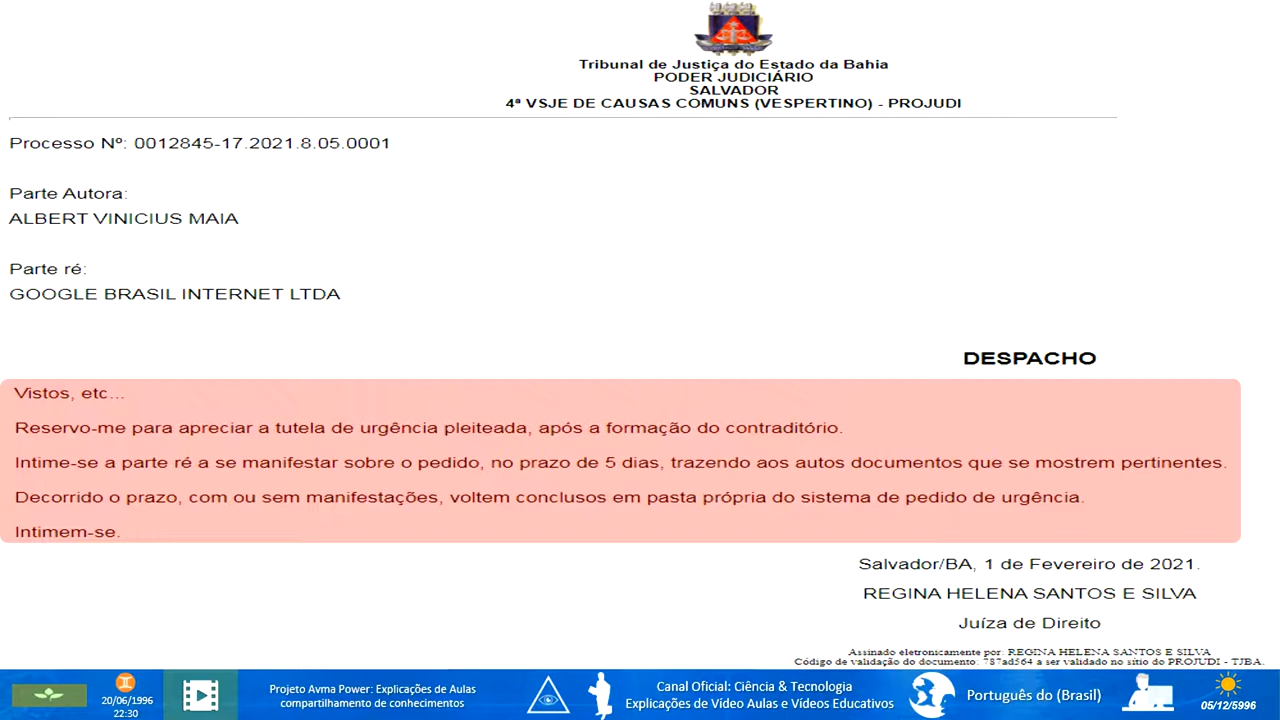 Tribunal de Justiça do Estado da Bahia
PODER JUDICIÁRIO
SALVADOR
4ª VSJE DE CAUSAS COMUNS (VESPERTINO) - PROJUDI
Processo Nº: 0012845-17.2021.8.05.0001
Parte Autora:
ALBERT VINICIUS MAIA
Parte ré:
GOOGLE BRASIL INTERNET LTDA
DESPACHO
Vistos, etc...
Reservo-me para apreciar a tutela de urgência pleiteada, após a formação do contraditório.
Intime-se a parte ré a se manifestar sobre o pedido, no prazo de 5 dias, trazendo aos autos documentos que se mostrem pertinentes.
Decorrido o prazo, com ou sem manifestações, voltem conclusos em pasta própria do sistema de pedido de urgência.
Intimem-se.
Salvador/BA, 1 de Fevereiro de 2021.
REGINA HELENA SANTOS E SILVA
Juíza de Direito
Assinado eletronicamente por: REGINA HELENA SANTOS E SILVA
Código de validação do documento: 787ad564 a ser validado no sítio do PROJUDI - TJBA.
20/06/1996
22:30
Projeto Avma Power: Explicações de Aulas
compartilhamento de conhecimentos
Canal Oficial: Ciência & Tecnologia
Explicações de Vídeo Aulas e Vídeos Educativos
Português do (Brasil)
05/12/5996